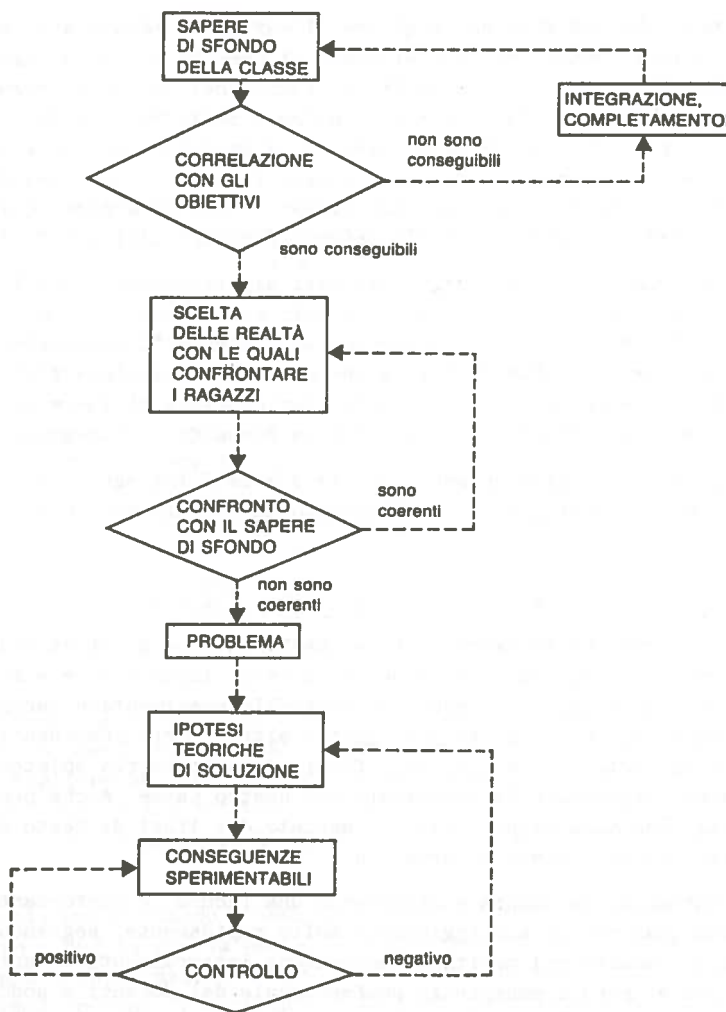 SAPERE
DI SFONDO
DELLA CLASSE
INTEGRAZIONE,
COMPLETAMENTO
non sono
conseguibili
CORRELAZIONE
CON GLI
OBIETTIVI
sono conseguibili
SCELTA
DELLE REALTÀ
CON LE QUALI
CONFRONTARE
I RAGAZZI
sono
coerenti
CONFRONTO
CON IL SAPERE
DI SFONDO
non sono
coerenti
PROBLEMA
IPOTESI
TEORICHE
DI SOLUZIONE
CONSEGUENZE
SPERIMENTABILI
positivo
CONTROLLO
negativo